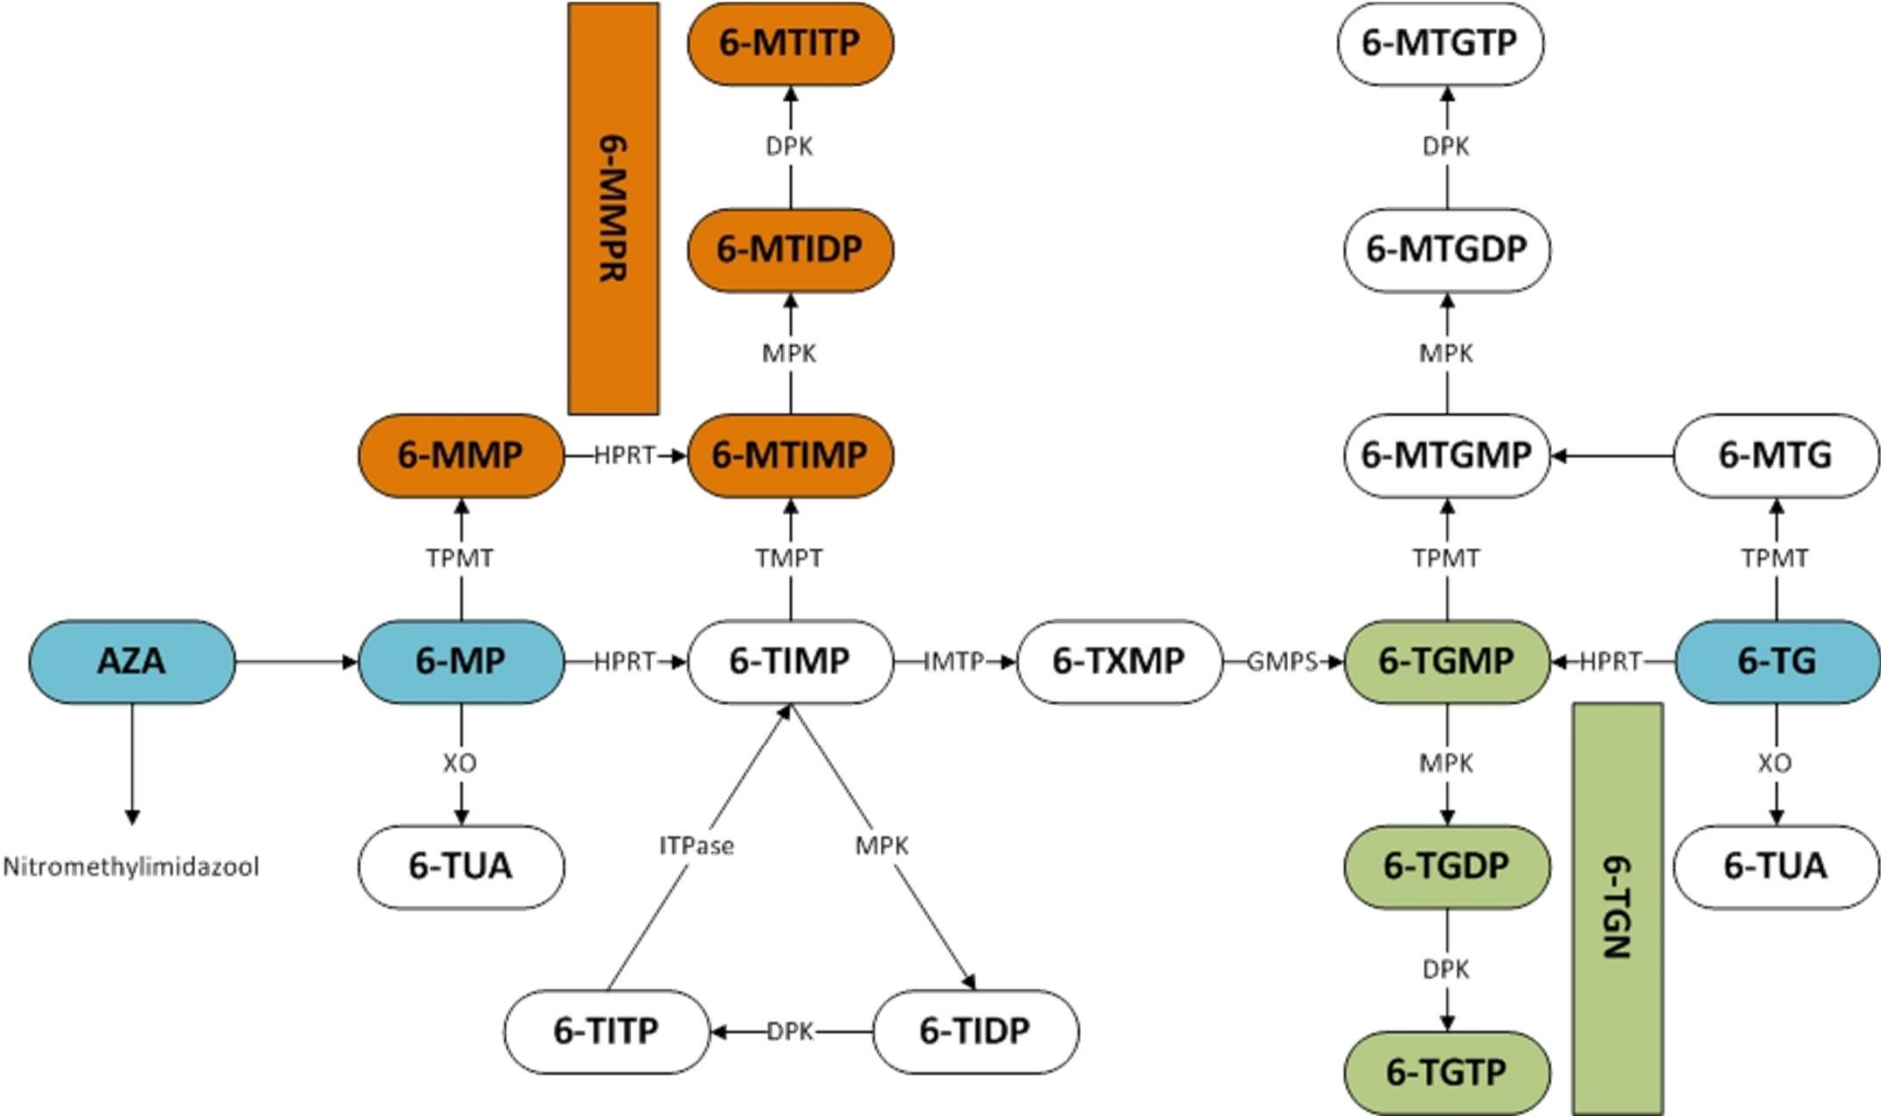 6-MTITP
6-MTGTP
DPK
DPK
6-MMPR
6-MTIDP
6-MTGDP
MPK
MPK
6-MMP
HPRT
6-MTIMP
6-MTGMP
6-MTG
TPMT
TMPT
TPMT
TPMT
AZA
6-MP
HPRT
6-TIMP
IMTP
6-TXMP
GMPS
6-TGMP
HPRT
6-TG
XO
MPK
XO
ITPase
MPK
Nitromethylimidazool
6-TUA
6-TGDP
6-TGN
6-TUA
DPK
6-TITP
DPK
6-TIDP
6-TGTP